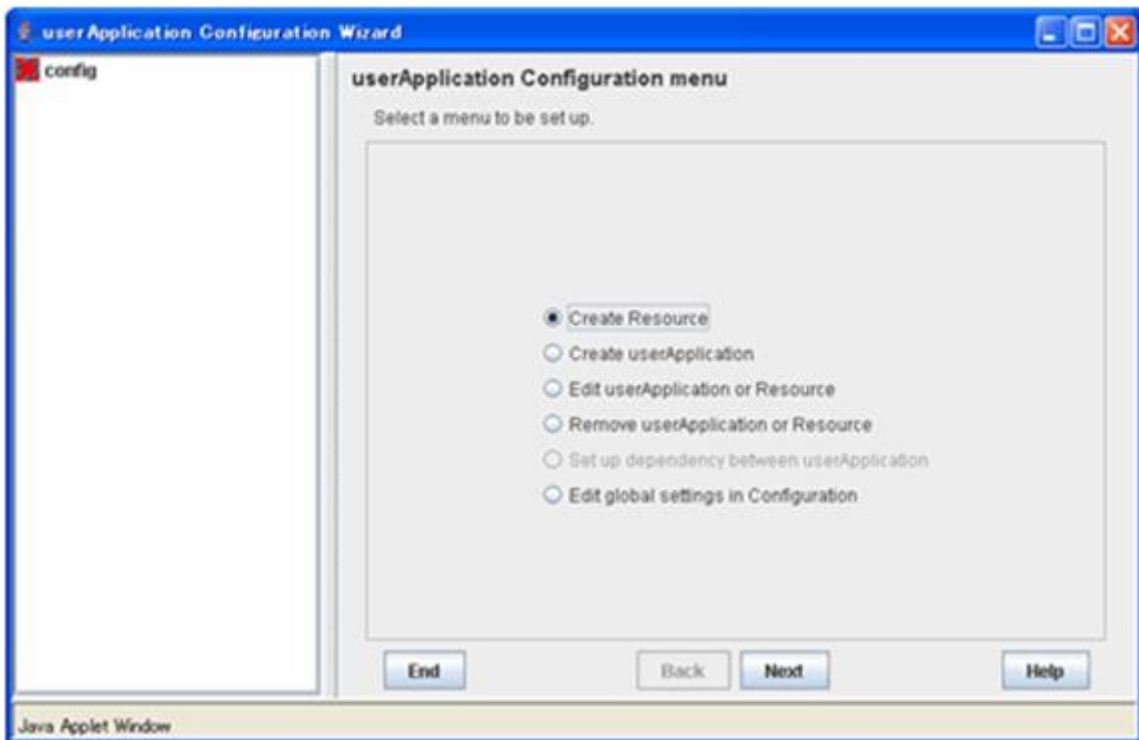 userApplication Configuration Wizard
config
userApplication Configuration menu
Select a menu to be set up.
Create Resource
Create userApplication
Edit userApplication or Resource
Remove userApplication or Resource
Set up dependency between userApplication
Edit global settings in Configuration
End Back Next Help
Java Applet Window